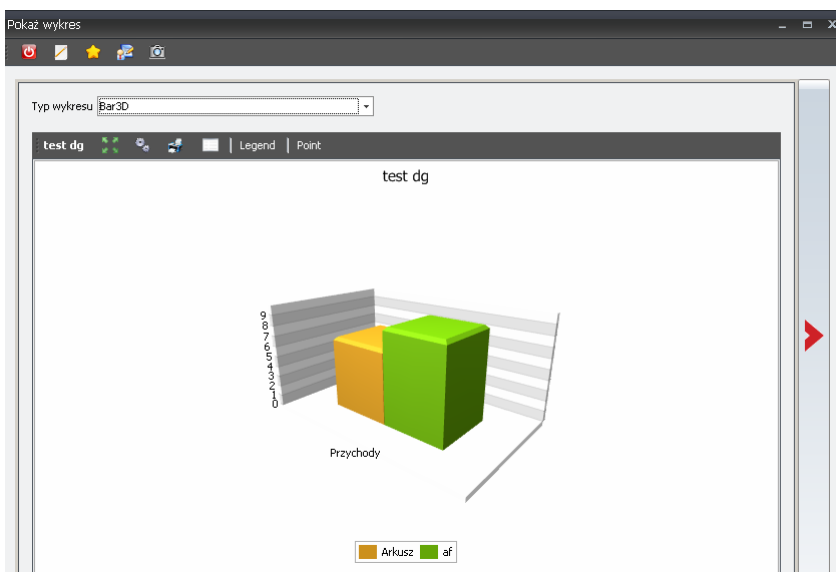 Pokaż wykres
Typ wykresu Bar3D
test dg Legend Point
test dg
9
8
7
6
5
4
3
2
1
0
Przychody
Arkusz af